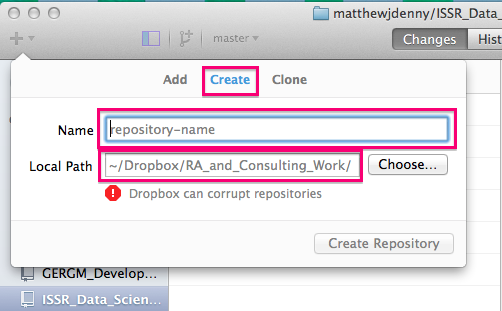 matthewjdenny/ISSR_Data_
master
Changes
Hist
Add
Create
Clone
Name
repository-name
Local Path
~/Dropbox/RA_and_Consulting_Work/
Choose...
Dropbox can corrupt repositories
Create Repository
GERGM_Develop...
ISSR_Data_Scien...